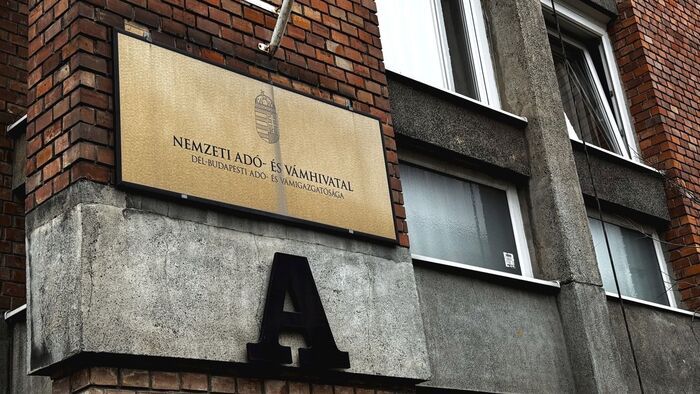 NEMZETI ADÓ- ÉS VÁMHIVATAL
DÉL-BUDAPESTI ADÓ- ÉS VÁMIGAZGATÓSÁGA
A